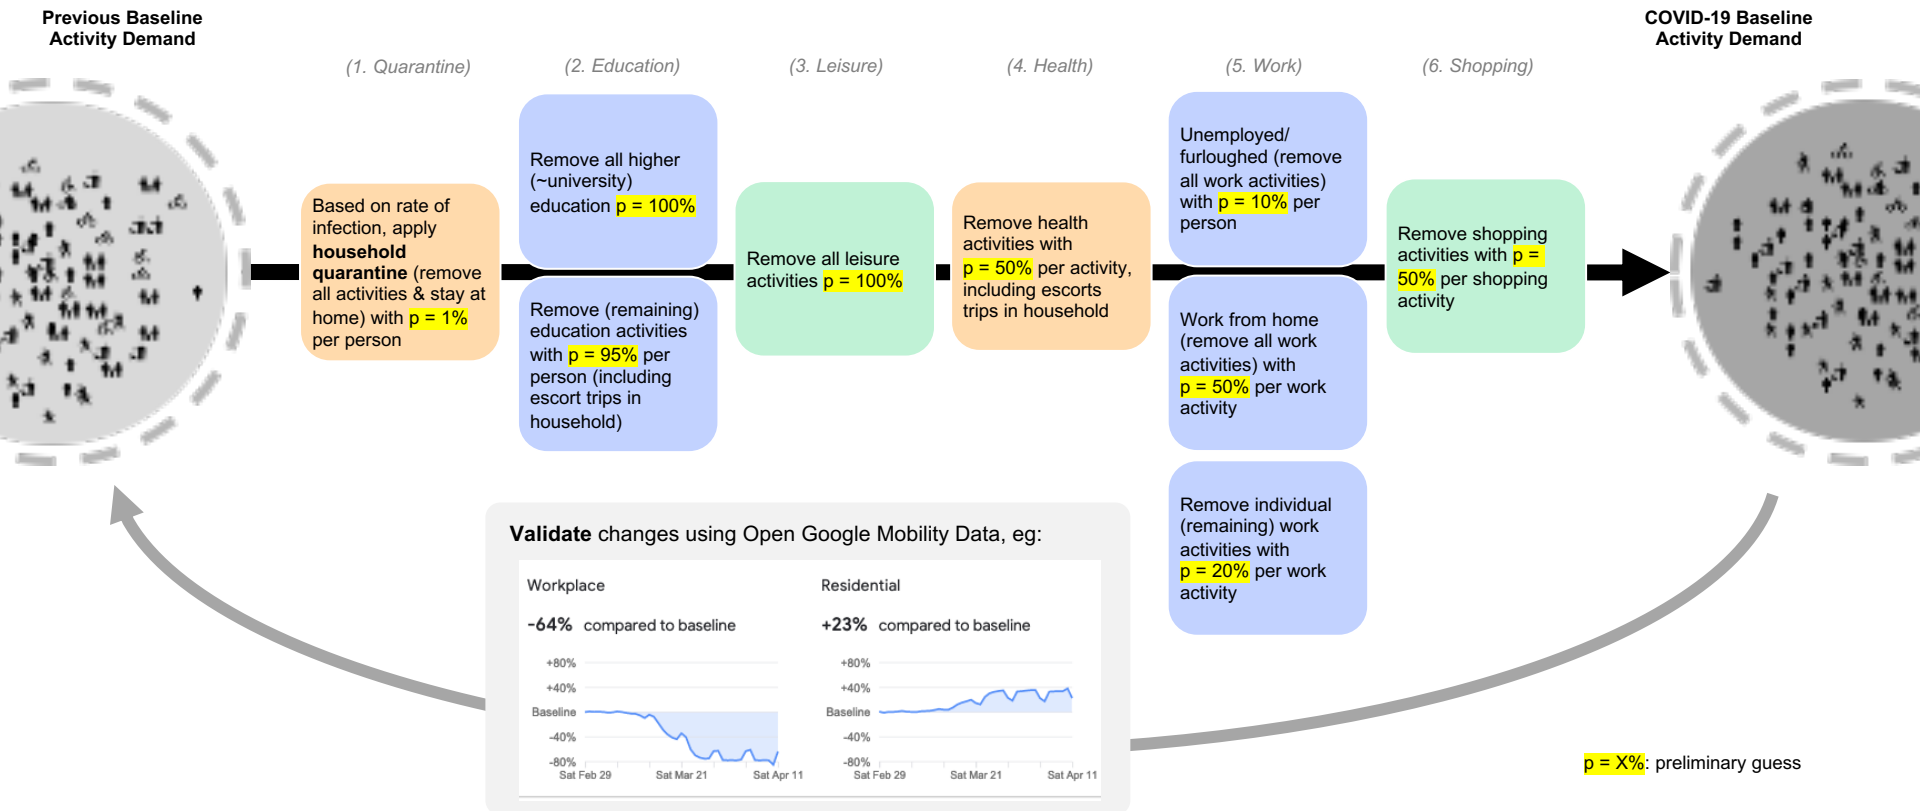 Previous Baseline
Activity Demand
COVID-19 Baseline
Activity Demand
(1. Quarantine)
(2. Education)
(3. Leisure)
(4. Health)
(5. Work)
(6. Shopping)
Based on rate of
infection, apply
household
quarantine (remove
all activities & stay at
home) with p = 1%
per person
Remove all higher
(~university)
education p = 100%
Remove (remaining)
education activities
with p = 95% per
person (including
escort trips in
household)
Remove all leisure
activities p = 100%
Remove health
activities with
p = 50% per activity,
including escorts
trips in household
Unemployed/
furloughed (remove
all work activities)
with p = 10% per
person
Work from home
(remove all work
activities) with
p = 50% per work
activity
Remove individual
(remaining) work
activities with
p = 20% per work
activity
Remove shopping
activities with p =
50% per shopping
activity
Validate changes using Open Google Mobility Data, eg:
Workplace
-64% compared to baseline
+80%
+40%
Baseline
-40%
-80%
Sat Feb 29
Sat Mar 21
Sat Apr 11
Residential
+23% compared to baseline
+80%
+40%
Baseline
-40%
-80%
Sat Feb 29
Sat Mar 21
Sat Apr 11
p = X%: preliminary guess